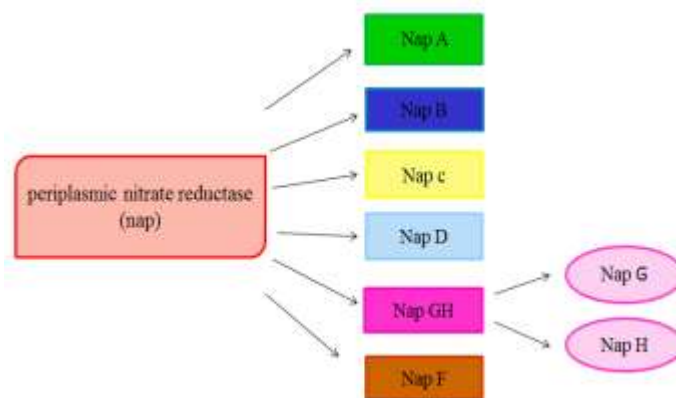 Nap A
Nap B
periplasmic nitrate reductase
(nap)
Nap c
Nap D
Nap GH
Nap G
Nap H
Nap F